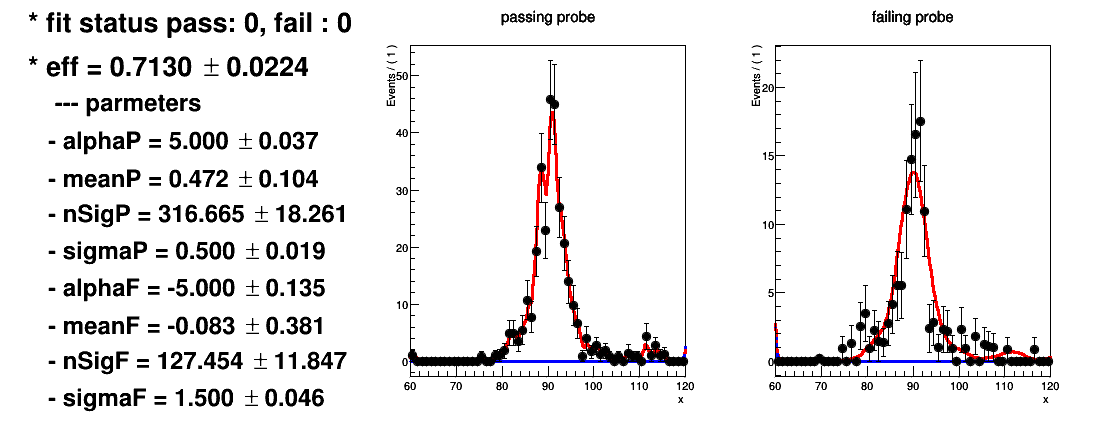 * fit status pass: 0, fail : 0
* eff = 0.7130 ± 0.0224
--- parmeters
- alphaP = 5.000 ± 0.037
- meanP = 0.472 ± 0.104
- nSigP = 316.665 ± 18.261
- sigmaP = 0.500 ± 0.019
- alphaF = -5.000 ± 0.135
- meanF = -0.083 ± 0.381
- nSigF = 127.454 ± 11.847
- sigmaF = 1.500 ± 0.046
passing probe
Events / ( 1 )
50
40
30
20
10
0
60 70 80 90 100 110 120
x
failing probe
Events / ( 1 )
20
15
10
5
0
60 70 80 90 100 110 120
x